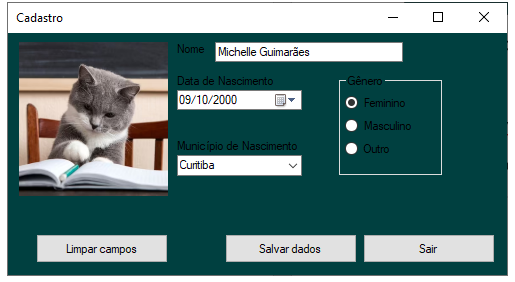 Cadastro
Nome Michelle Guimarães
Data de Nascimento
09/10/2000
Gênero
Feminino
Masculino
Outro
Município de Nascimento
Curitiba
Limpar campos Salvar dados Sair